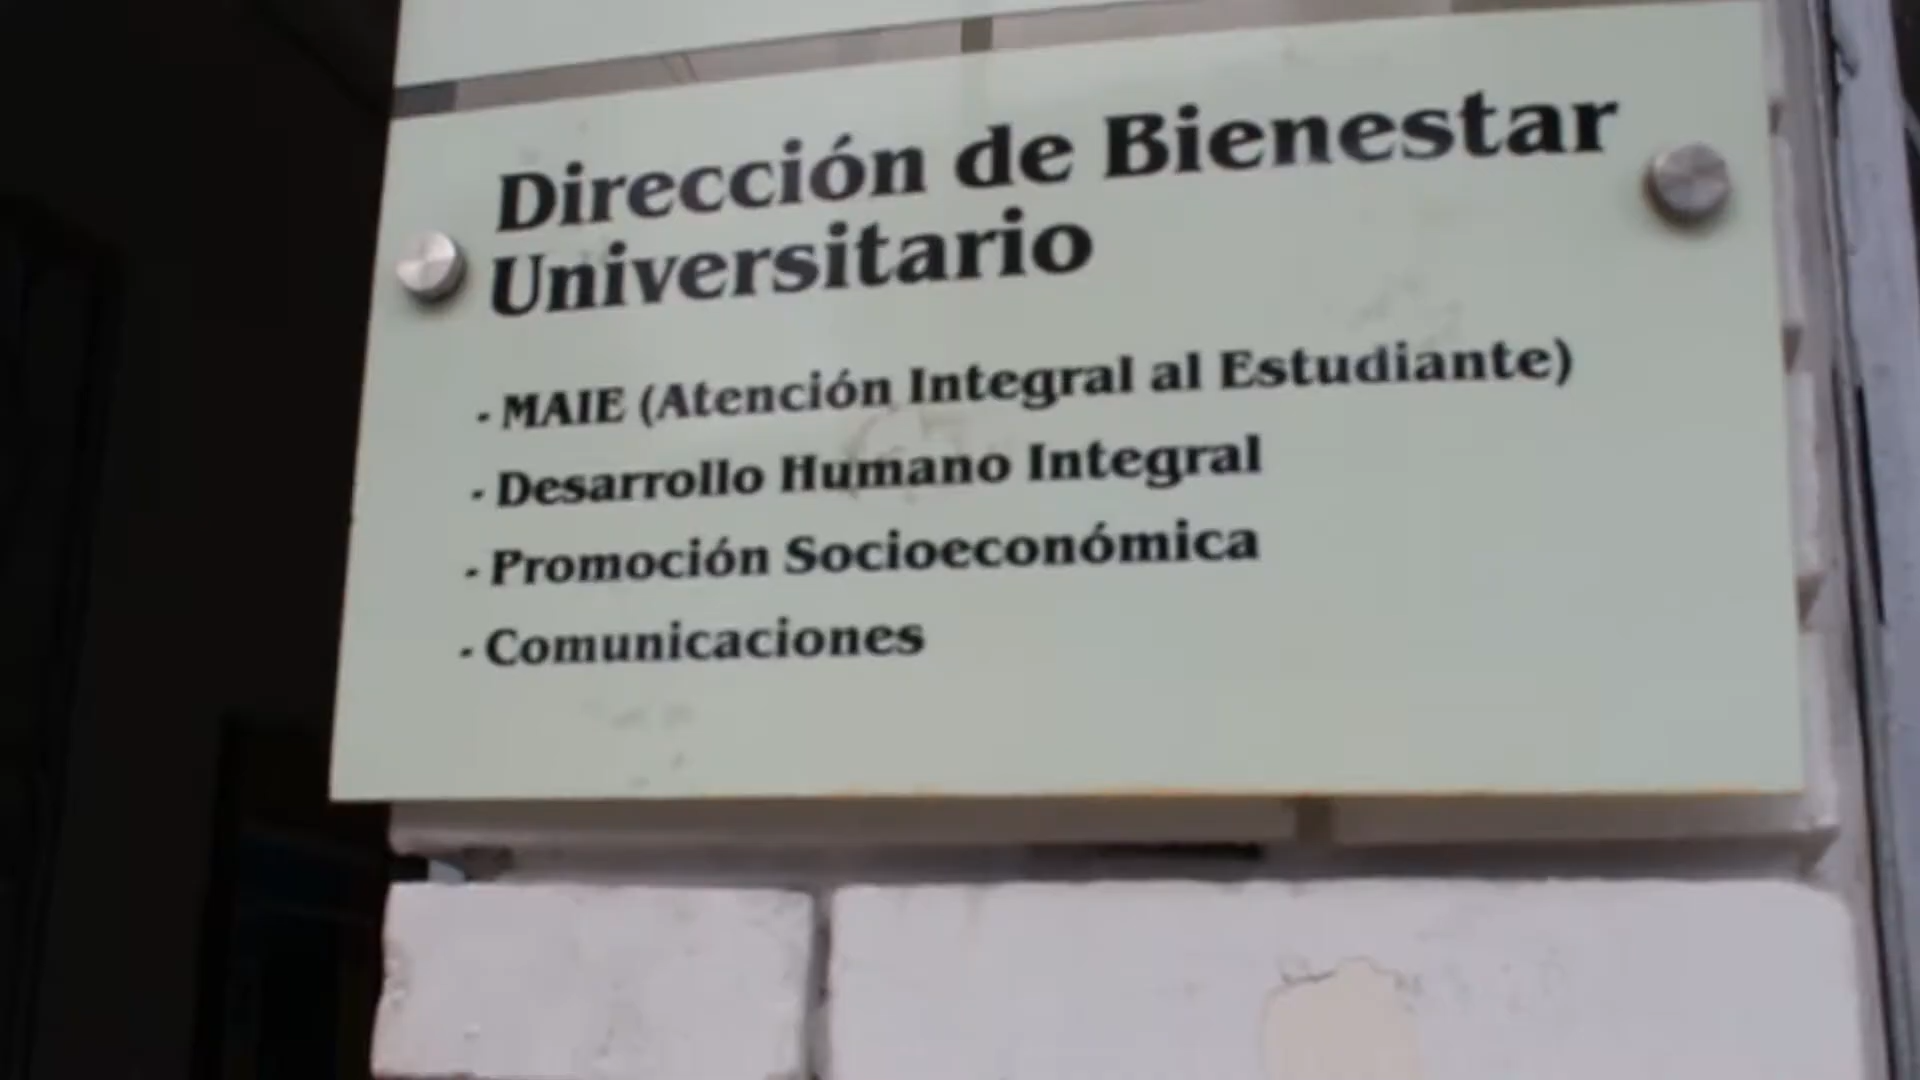 Dirección de Bienestar
Universitario
- MAIE (Atención Integral al Estudiante)
- Desarrollo Humano Integral
- Promoción Socioeconómica
- Comunicaciones